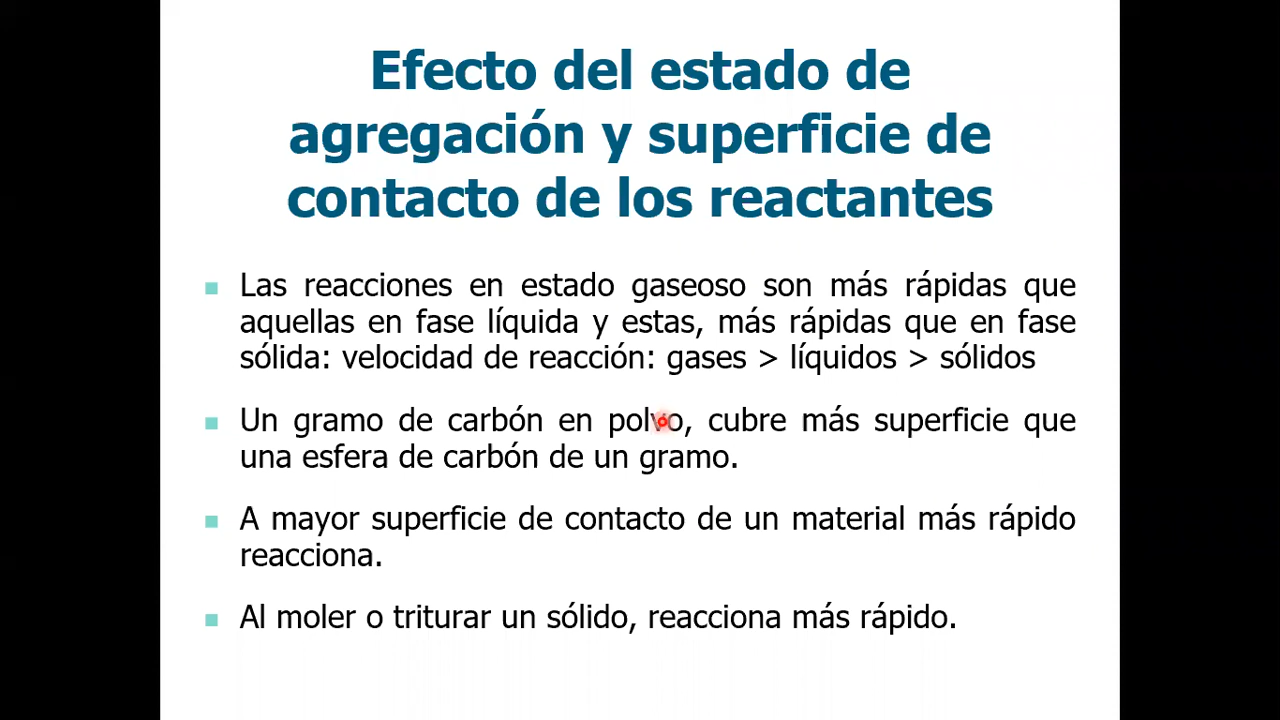 Efecto del estado de
agregación y superficie de
contacto de los reactantes
Las reacciones en estado gaseoso son más rápidas que
aquellas en fase líquida y estas, más rápidas que en fase
sólida: velocidad de reacción: gases > líquidos > sólidos
Un gramo de carbón en polvo, cubre más superficie que
una esfera de carbón de un gramo.
A mayor superficie de contacto de un material más rápido
reacciona.
Al moler o triturar un sólido, reacciona más rápido.